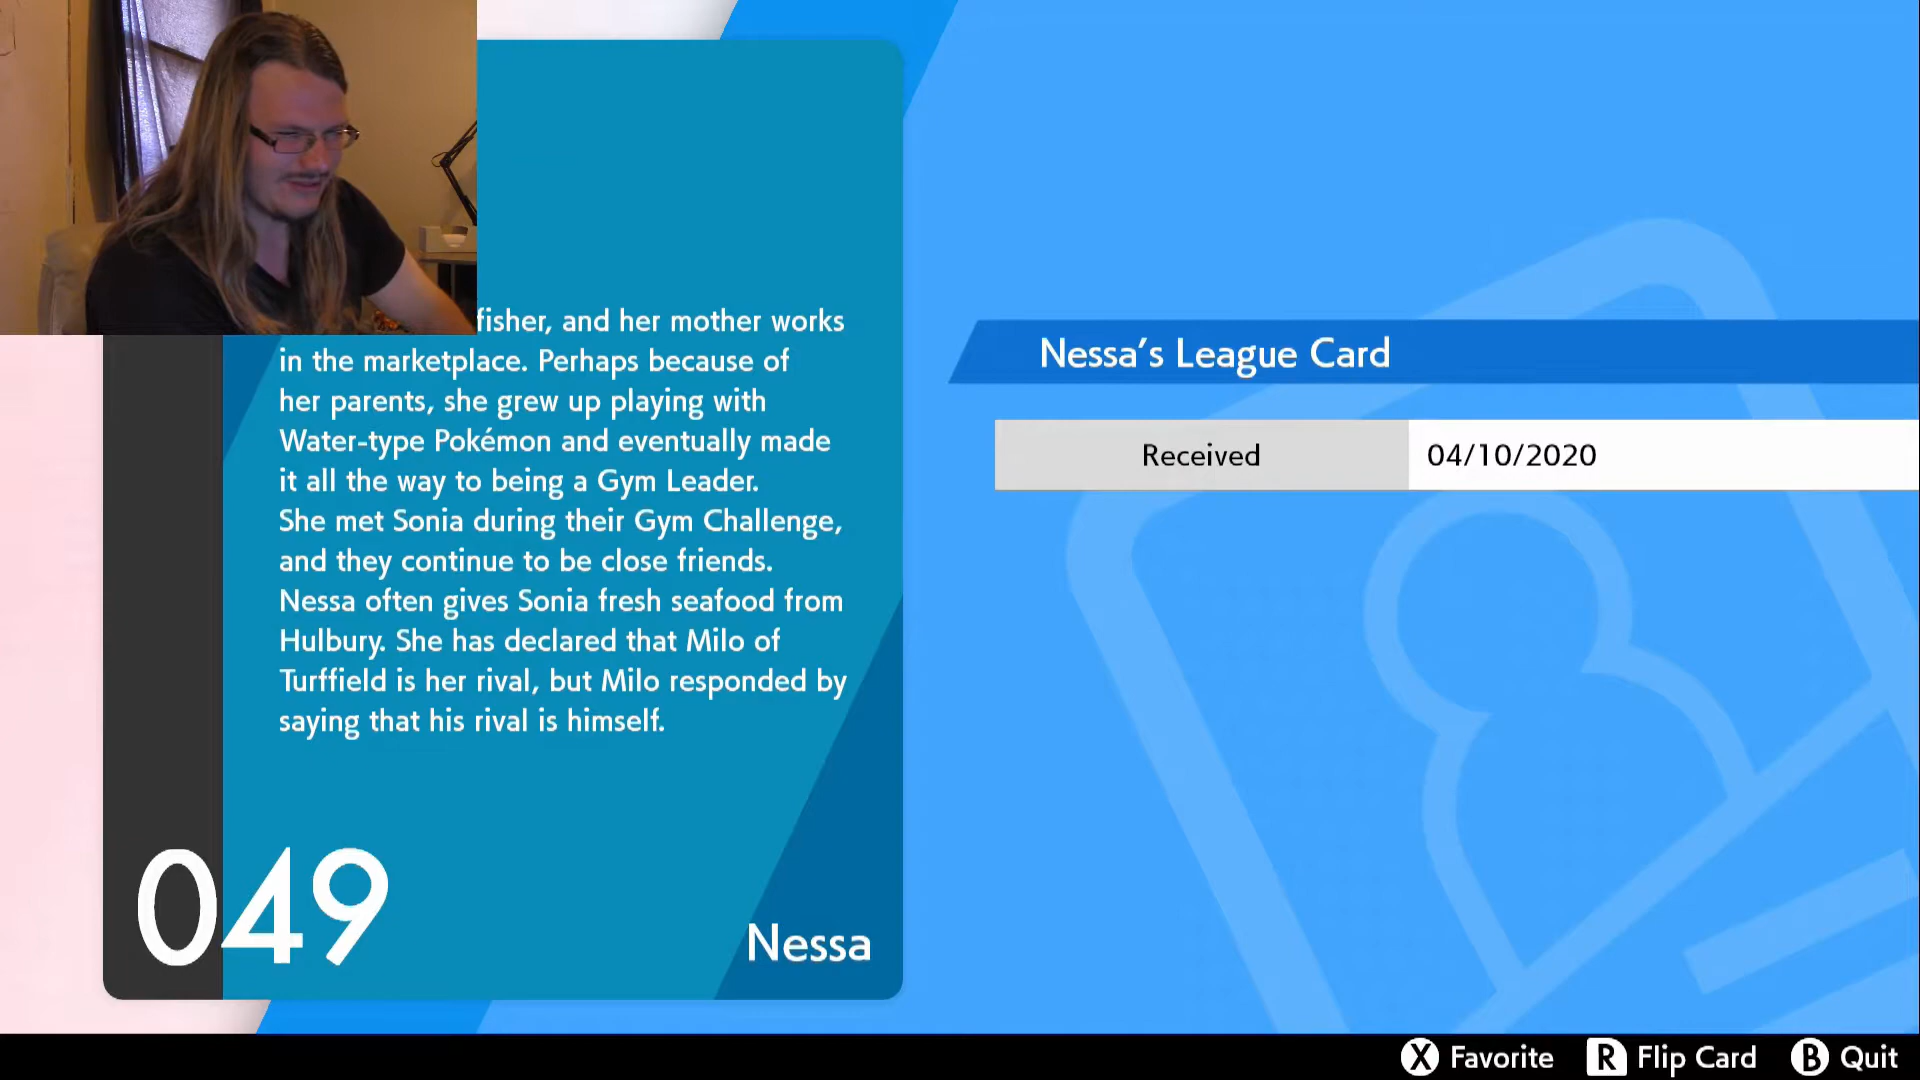 fisher, and her mother works
in the marketplace. Perhaps because of
her parents, she grew up playing with
Water-type Pokémon and eventually made
it all the way to being a Gym Leader.
She met Sonia during their Gym Challenge,
and they continue to be close friends.
Nessa often gives Sonia fresh seafood from
Hulbury. She has declared that Milo of
Turffield is her rival, but Milo responded by
saying that his rival is himself.
049
Nessa
Nessa's League Card
Received 04/10/2020
X Favorite R Flip Card B Quit